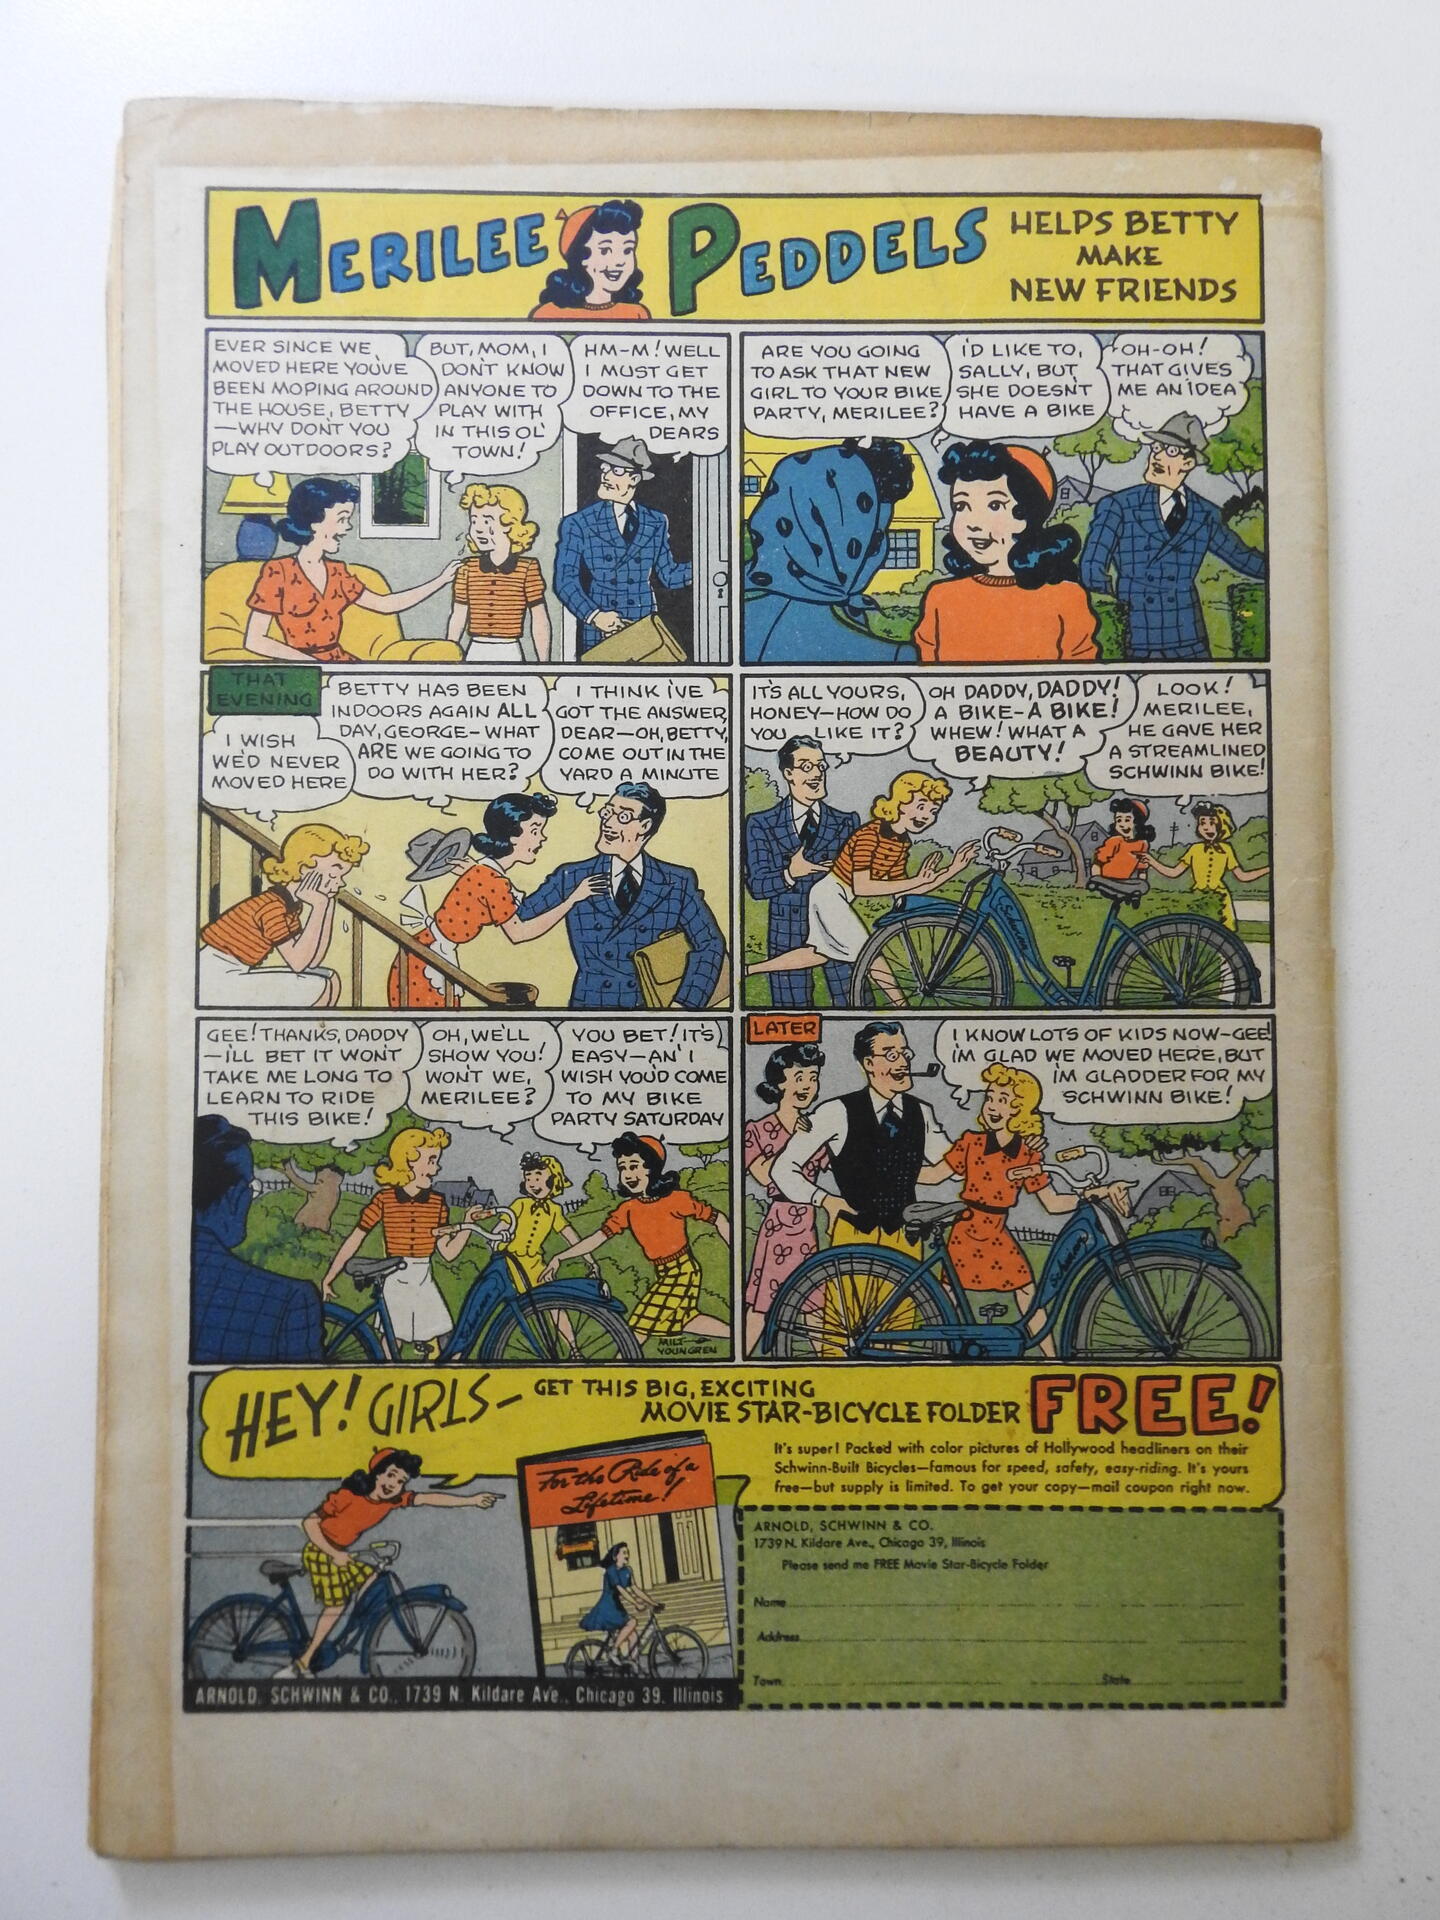 MERILEE PEDDELS
HELPS BETTY
MAKE
NEW FRIENDS
EVER SINCE WE
MOVED HERE YOU'VE
BEEN MOPING AROUND
THE HOUSE, BETTY
—WHY DON'T YOU
PLAY OUTDOORS?
BUT, MOM, I
DON'T KNOW
ANYONE TO
PLAY WITH
IN THIS OL'
TOWN!
HM-M! WELL
I MUST GET
DOWN TO THE
OFFICE, MY
DEARS
ARE YOU GOING
TO ASK THAT NEW
GIRL TO YOUR BIKE
PARTY, MERILEE?
I'D LIKE TO,
SALLY, BUT
SHE DOESN'T
HAVE A BIKE
OH-OH!
THAT GIVES
ME AN IDEA
THAT
EVENING
I WISH
WE'D NEVER
MOVED HERE
BETTY HAS BEEN
INDOORS AGAIN ALL
DAY, GEORGE—WHAT
ARE WE GOING TO
DO WITH HER?
I THINK I'VE
GOT THE ANSWER,
DEAR—OH, BETTY,
COME OUT IN THE
YARD A MINUTE
IT'S ALL YOURS,
HONEY—HOW DO
YOU LIKE IT?
OH DADDY, DADDY!
A BIKE-A BIKE!
WHEW! WHAT A
BEAUTY!
LOOK!
MERILEE,
HE GAVE HER
A STREAMLINED
SCHWINN BIKE!
Schwinn
GEE! THANKS, DADDY
—I'LL BET IT WON'T
TAKE ME LONG TO
LEARN TO RIDE
THIS BIKE!
OH, WE'LL
SHOW YOU!
WON'T WE,
MERILEE?
YOU BET! IT'S
EASY—AN' I
WISH YOU'D COME
TO MY BIKE
PARTY SATURDAY
Schwinn
MILT
YOUNGREN
LATER
I KNOW LOTS OF KIDS NOW—GEE!
I'M GLAD WE MOVED HERE, BUT
I'M GLADDER FOR MY
SCHWINN BIKE!
Schwinn
HEY! GIRLS—
GET THIS BIG, EXCITING
MOVIE STAR-BICYCLE FOLDER FREE!
It's super! Packed with color pictures of Hollywood headliners on their
Schwinn-Built Bicycles—famous for speed, safety, easy-riding. It's yours
free—but supply is limited. To get your copy—mail coupon right now.
For the Ride of a
Lifetime!
ARNOLD, SCHWINN & CO.
1739 N. Kildare Ave., Chicago 39, Illinois
Please send me FREE Movie Star-Bicycle Folder
Name
Address
Town State
ARNOLD, SCHWINN & CO., 1739 N. Kildare Ave., Chicago 39, Illinois